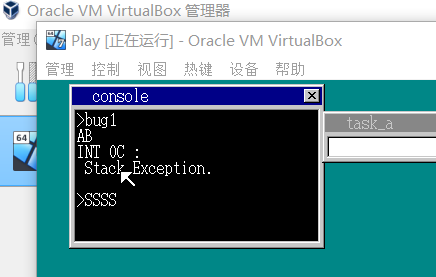 Oracle VM VirtualBox 管理器
管理(
Play [正在运行] - Oracle VM VirtualBox
管理 控制 视图 热键 设备 帮助
64
console
task_a
>bug1
AB
INT 0C :
Stack Exception.
>SSSS